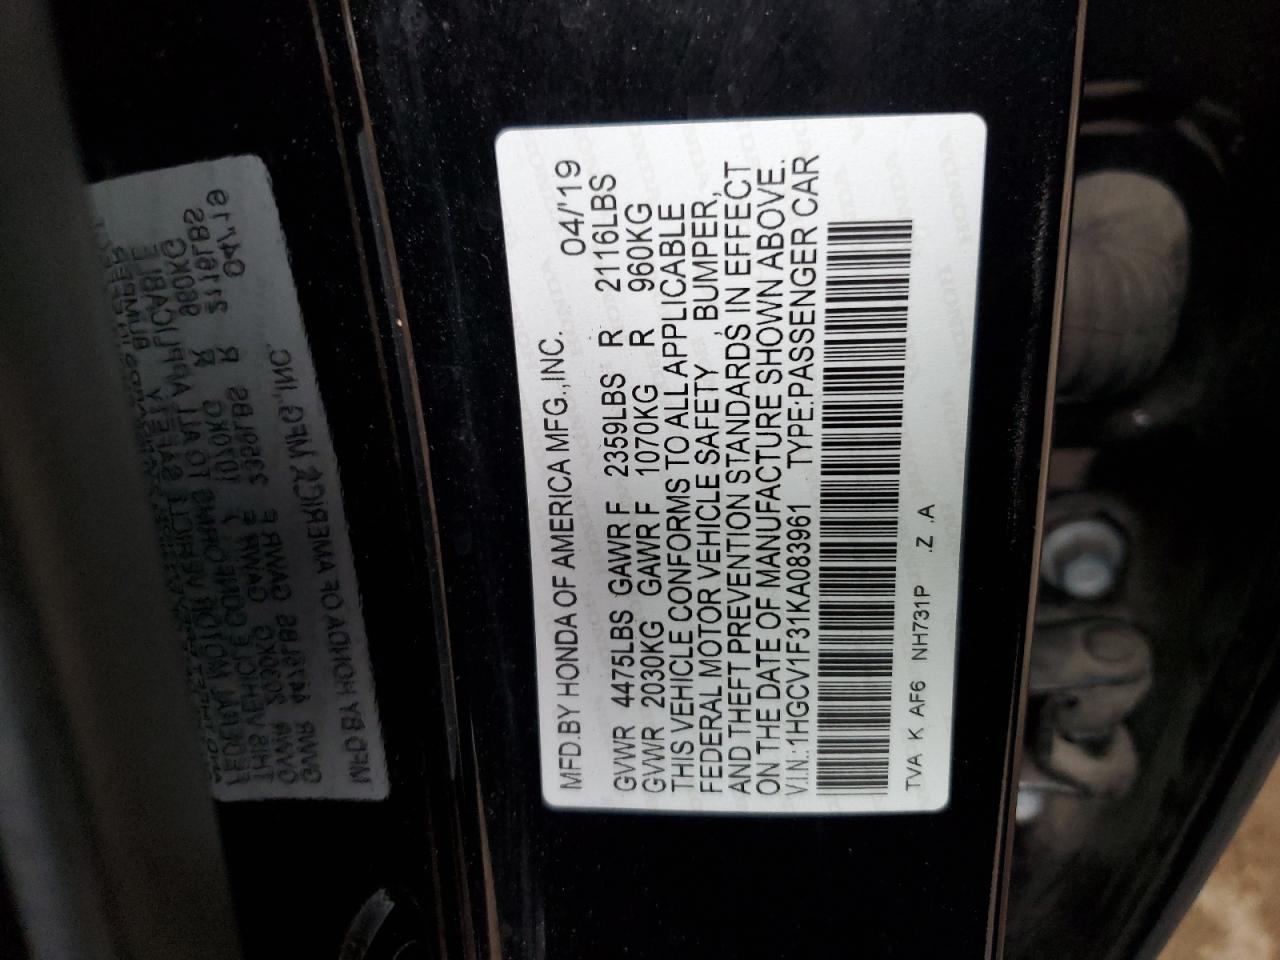 MFD.BY HONDA OF AMERICA MFG.,INC. 04/'19
GVWR 4475LBS GAWR F 2359LBS R 2116LBS
GVWR 2030KG GAWR F 1070KG R 960KG
THIS VEHICLE CONFORMS TO ALL APPLICABLE
FEDERAL MOTOR VEHICLE SAFETY , BUMPER,
AND THEFT PREVENTION STANDARDS IN EFFECT
ON THE DATE OF MANUFACTURE SHOWN ABOVE.
V.I.N.:1HGCV1F31KA083961 TYPE:PASSENGER CAR
TVA K AF6 NH731P .Z .A